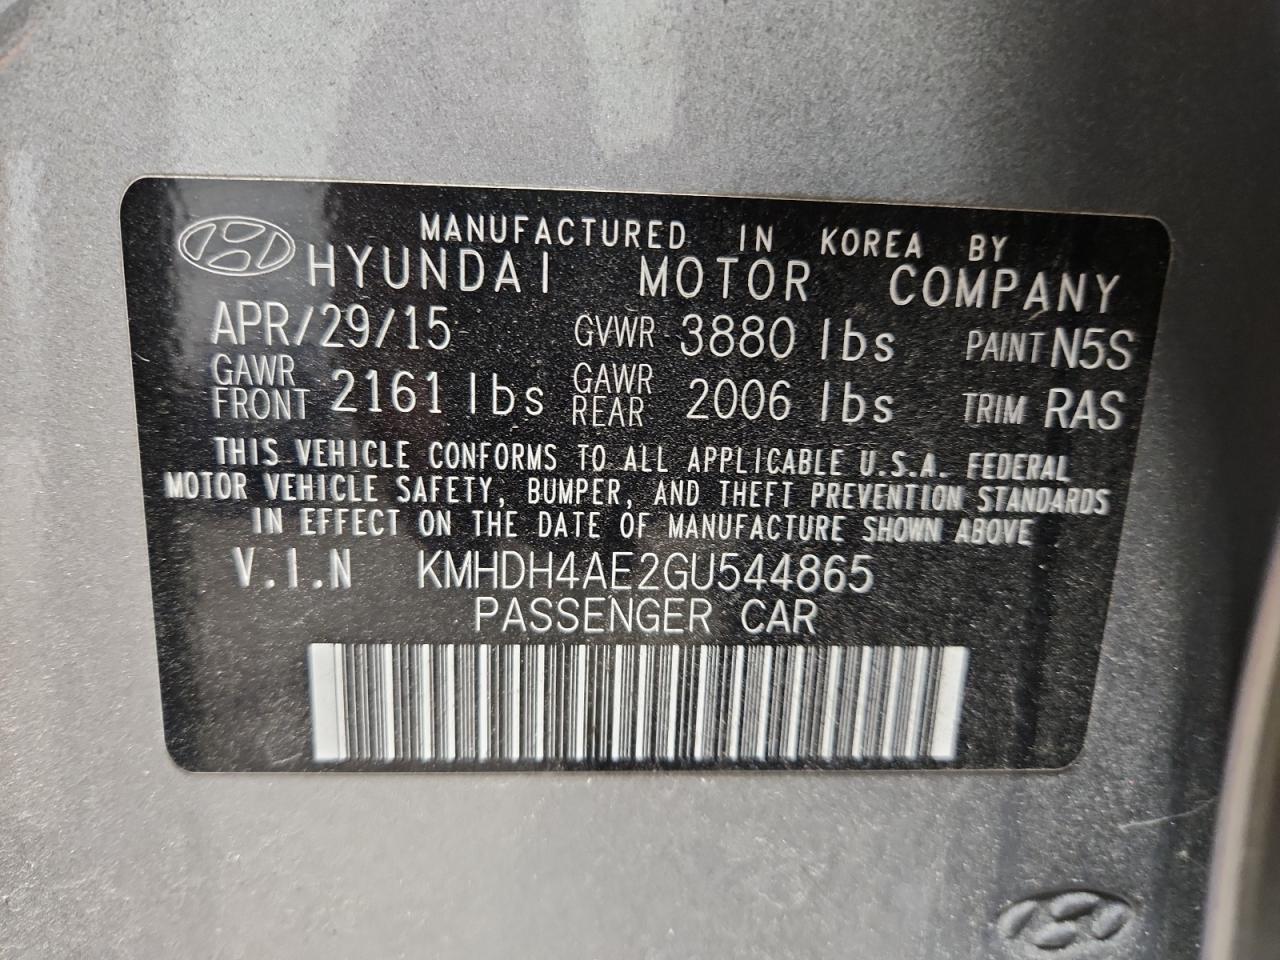 MANUFACTURED IN KOREA BY
HYUNDAI MOTOR COMPANY
APR/29/15 GVWR 3880 lbs PAINT N5S
GAWR FRONT 2161 lbs GAWR REAR 2006 lbs TRIM RAS
THIS VEHICLE CONFORMS TO ALL APPLICABLE U.S.A. FEDERAL
MOTOR VEHICLE SAFETY, BUMPER, AND THEFT PREVENTION STANDARDS
IN EFFECT ON THE DATE OF MANUFACTURE SHOWN ABOVE
V.I.N KMHDH4AE2GU544865
PASSENGER CAR